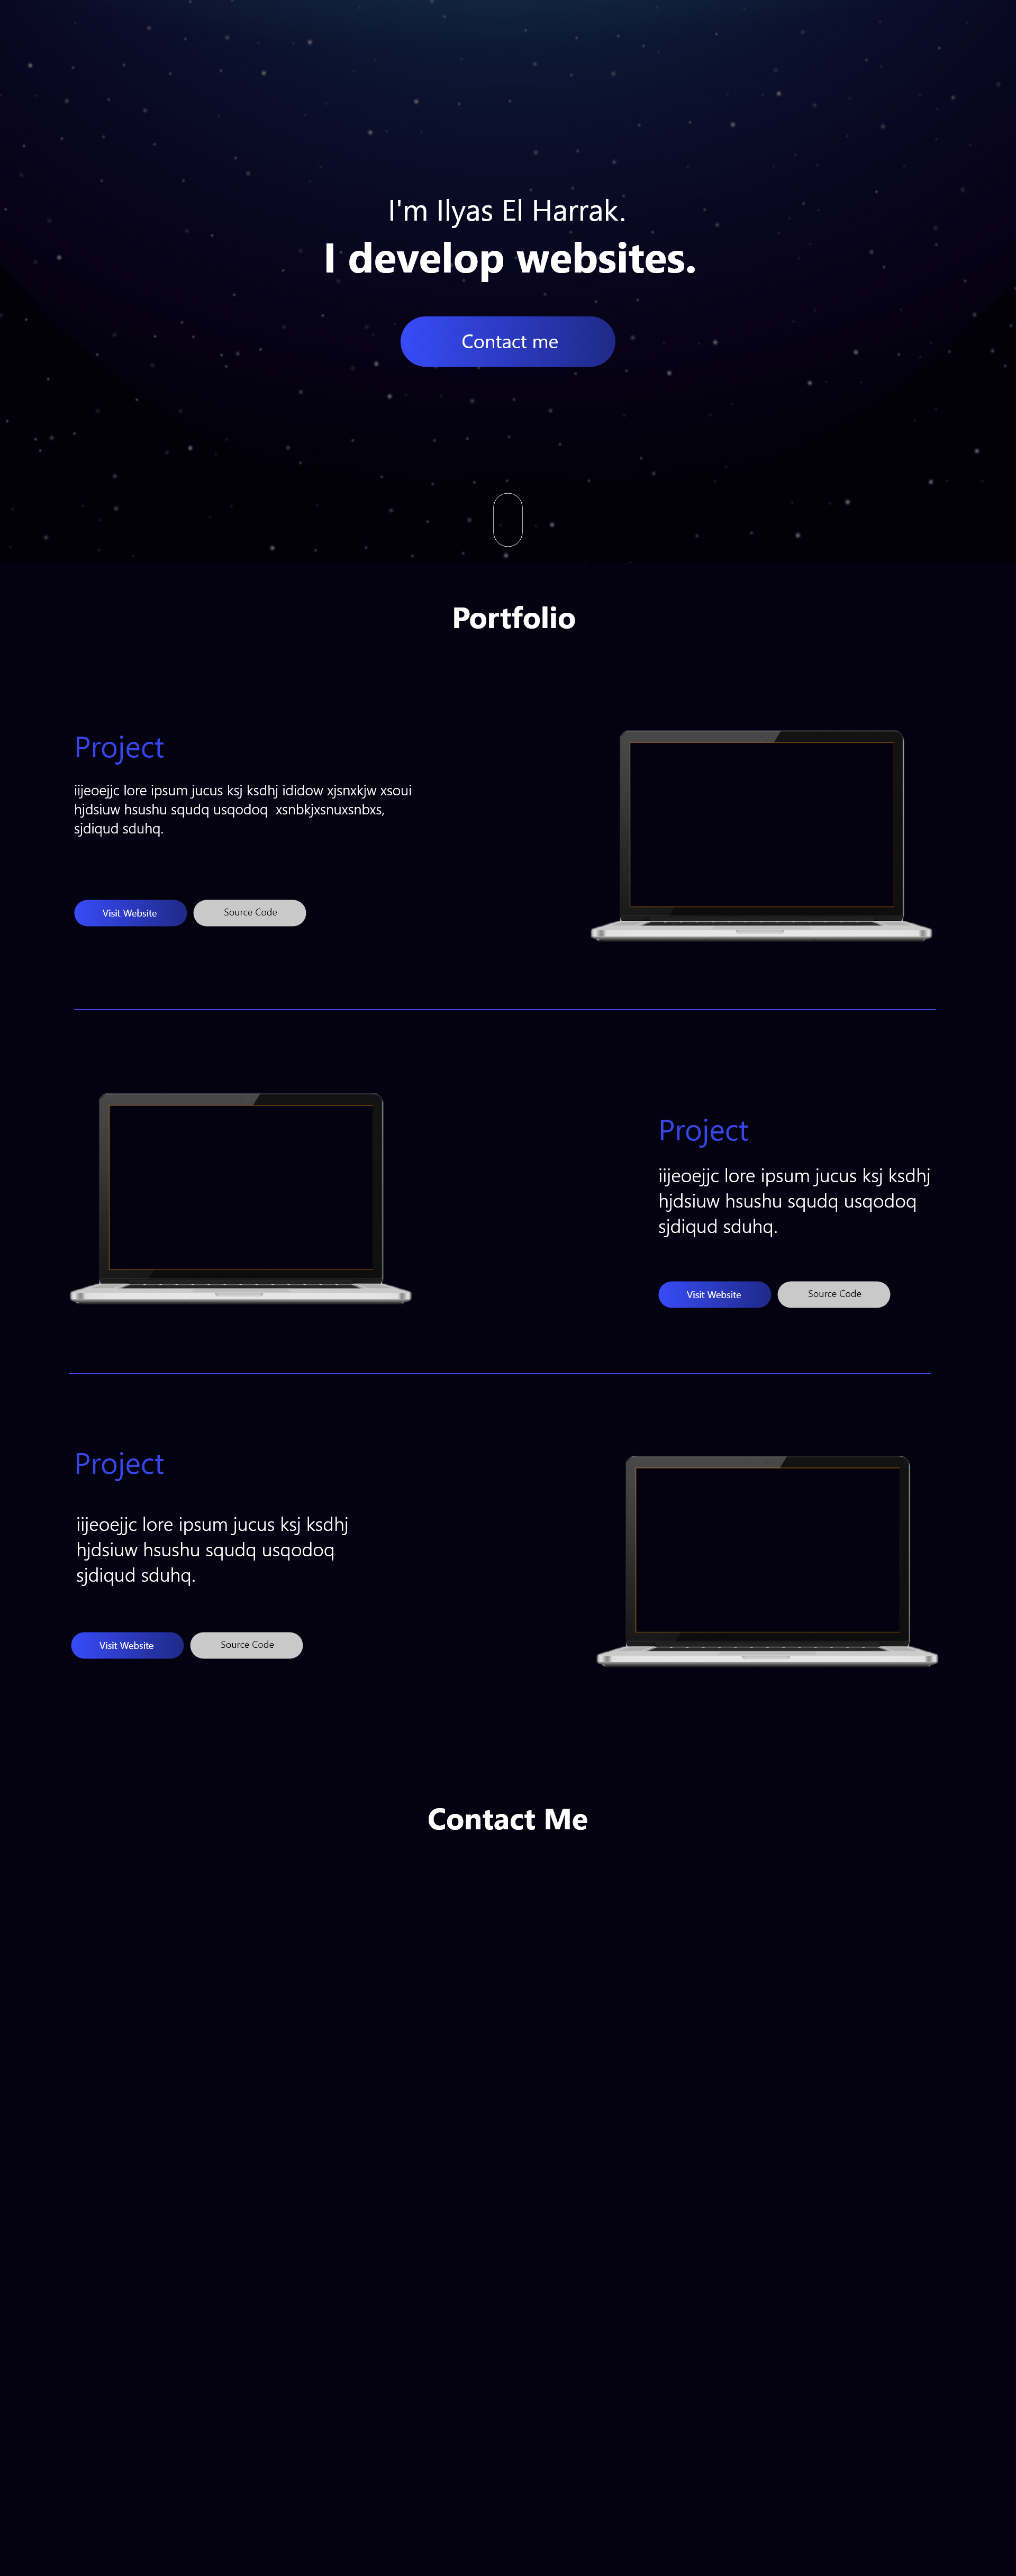 I'm Ilyas El Harrak.
I develop websites.
Contact me
Portfolio
Project
iijeoejjc lore ipsum jucus ksj ksdhj ididow xjsnxkjw xsoui
hjdsiuw hsushu squdq usqodoq  xsnbkjxsnuxsnbxs,
sjdiqud sduhq.
Visit Website
Source Code
Project
iijeoejjc lore ipsum jucus ksj ksdhj
hjdsiuw hsushu squdq usqodoq
sjdiqud sduhq.
Visit Website
Source Code
Project
iijeoejjc lore ipsum jucus ksj ksdhj
hjdsiuw hsushu squdq usqodoq
sjdiqud sduhq.
Visit Website
Source Code
Contact Me